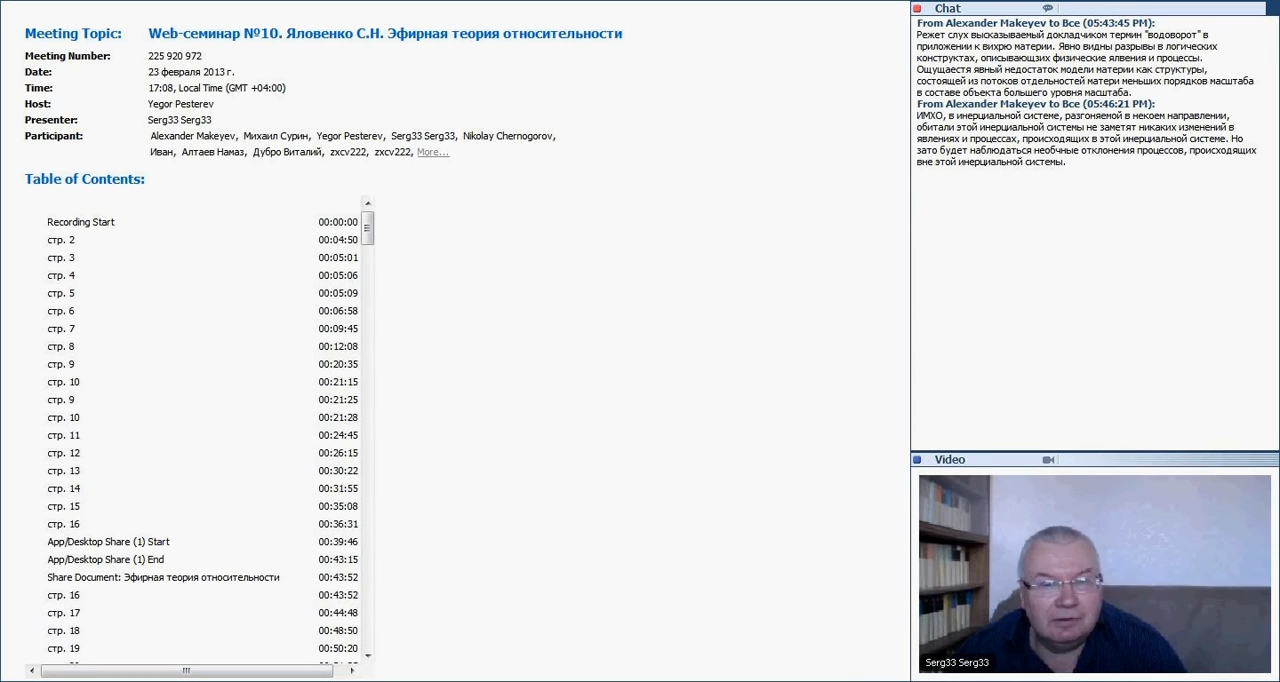 Meeting Topic: Web-семинар №10. Яловенко С.Н. Эфирная теория относительности
Meeting Number: 225 920 972
Date: 23 февраля 2013 г.
Time: 17:08, Local Time (GMT +04:00)
Host: Yegor Pesterev
Presenter: Serg33 Serg33
Participant: Alexander Makeyev, Михаил Сурин, Yegor Pesterev, Serg33 Serg33, Nikolay Chernogorov,
Иван, Алтаев Намаз, Дубро Виталий, zxcv222, zxcv222, More...
Table of Contents:
Recording Start 00:00:00
стр. 2 00:04:50
стр. 3 00:05:01
стр. 4 00:05:06
стр. 5 00:05:09
стр. 6 00:06:58
стр. 7 00:09:45
стр. 8 00:12:08
стр. 9 00:20:35
стр. 10 00:21:15
стр. 9 00:21:25
стр. 10 00:21:28
стр. 11 00:24:45
стр. 12 00:26:15
стр. 13 00:30:22
стр. 14 00:31:55
стр. 15 00:35:08
стр. 16 00:36:31
App/Desktop Share (1) Start 00:39:46
App/Desktop Share (1) End 00:43:15
Share Document: Эфирная теория относительности 00:43:52
стр. 16 00:43:52
стр. 17 00:44:48
стр. 18 00:48:50
стр. 19 00:50:20
Chat
From Alexander Makeyev to Все (05:43:45 PM):
Режет слух высказываемый докладчиком термин "водоворот" в
приложении к вихрю материи. Явно видны разрывы в логических
конструктах, описывающзих физические ялвения и процессы.
Ощущаестя явный недостаток модели материи как структуры,
состоящей из потоков отдельностей матери меньших порядков масштаба
в составе объекта большего уровня масштаба.
From Alexander Makeyev to Все (05:46:21 PM):
ИМХО, в инерциальной системе, разгоняемой в некоем направлении,
обитали этой инерциальной системы не заметят никаких изменений в
явлениях и процессах, происходящих в этой инерциальной системе. Но
зато будет наблюдаться необчные отклонения процессов, происходящих
вне этой инерциальной системы.
Video
Serg33 Serg33